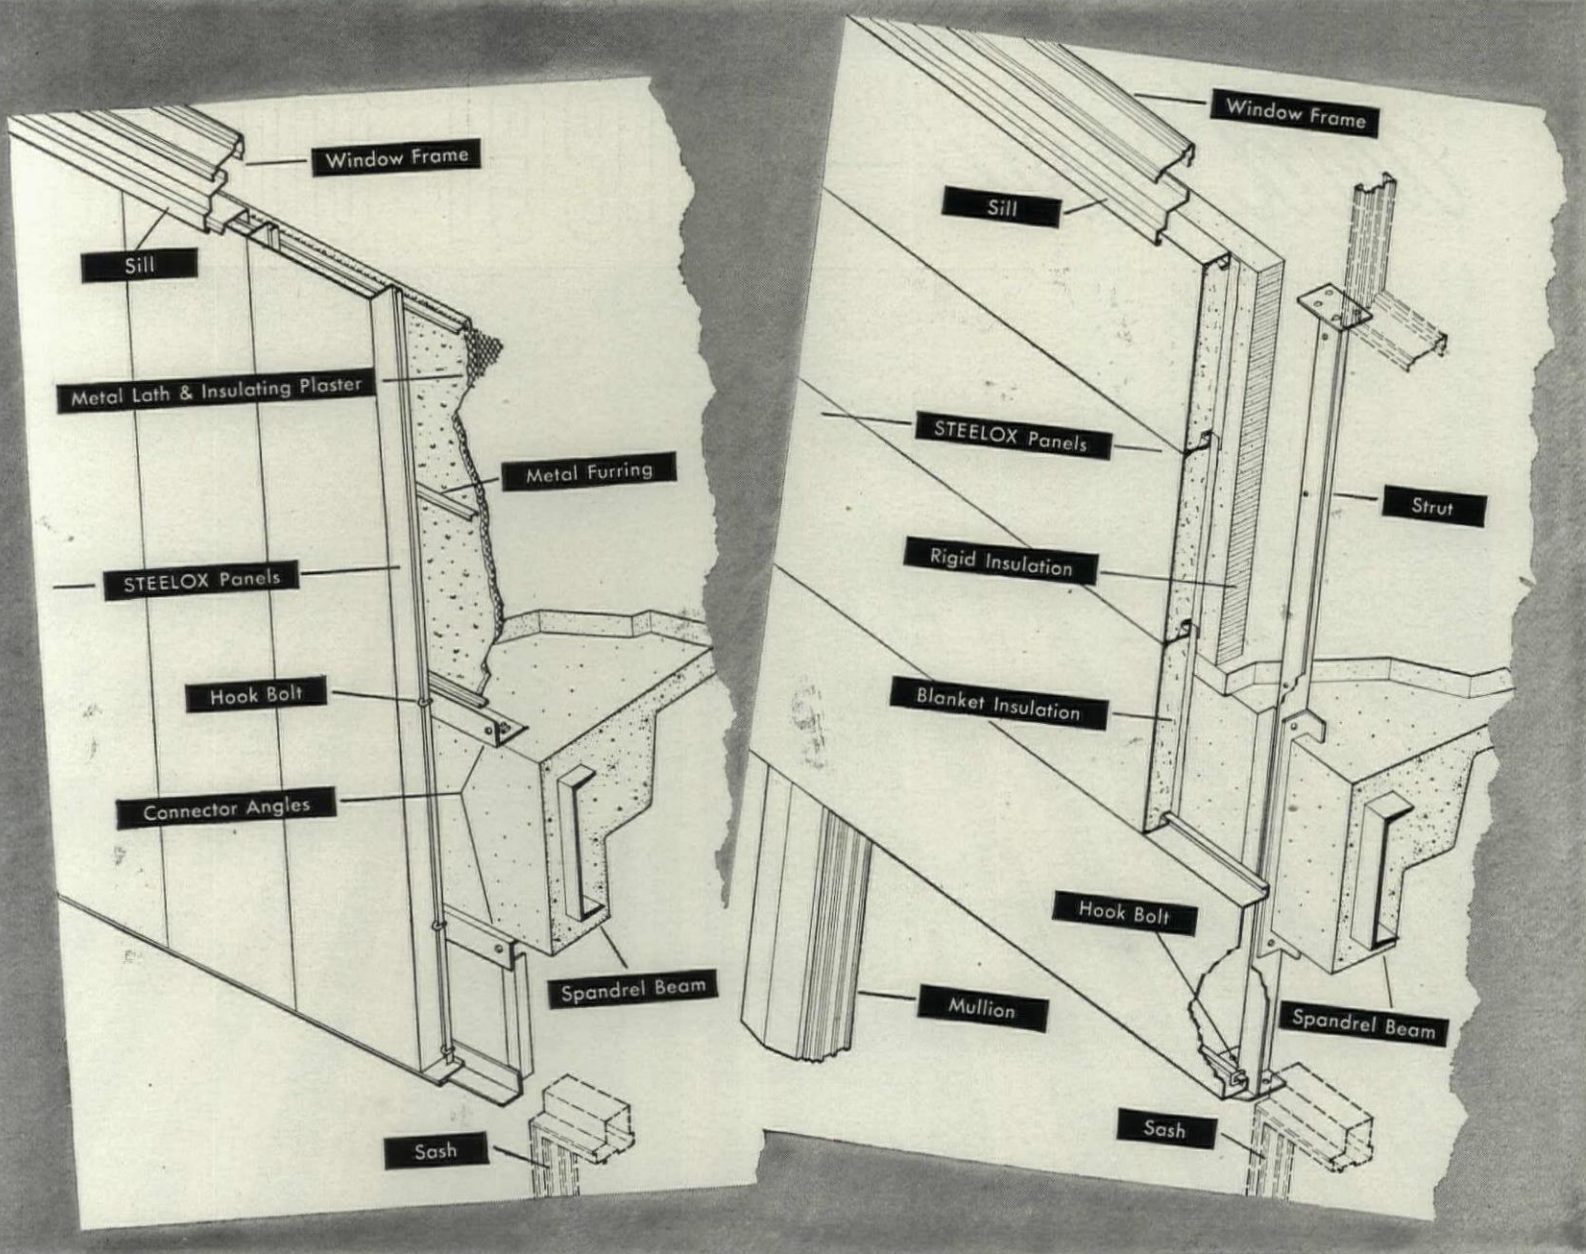 Window Frame
Sill
Metal Lath & Insulating Plaster
Metal Furring
STEELOX Panels
Hook Bolt
Connector Angles
Spandrel Beam
Sash
Window Frame
Sill
STEELOX Panels
Strut
Rigid Insulation
Blanket Insulation
Hook Bolt
Mullion
Spandrel Beam
Sash